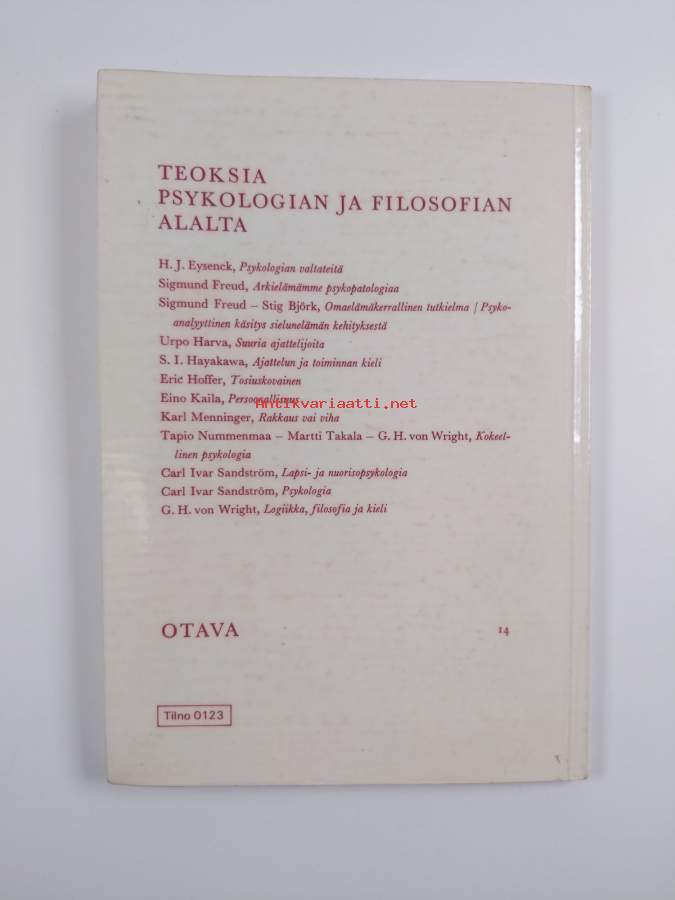 TEOKSIA
PSYKOLOGIAN JA FILOSOFIAN
ALALTA
H. J. Eysenck, Psykologian valtateitä
Sigmund Freud, Arkielämämme psykopatologiaa
Sigmund Freud – Stig Björk, Omaelämäkerrallinen tutkielma / Psyko-
analyyttinen käsitys sielunelämän kehityksestä
Urpo Harva, Suuria ajattelijoita
S. I. Hayakawa, Ajattelun ja toiminnan kieli
Eric Hoffer, Tosiuskovainen
Eino Kaila, Persoonallisuus
Antikvariaatti.net
Karl Menninger, Rakkaus vai viha
Tapio Nummenmaa – Martti Takala – G. H. von Wright, Kokeel-
linen psykologia
Carl Ivar Sandström, Lapsi- ja nuorisopsykologia
Carl Ivar Sandström, Psykologia
G. H. von Wright, Logiikka, filosofia ja kieli
OTAVA 14
Tilno 0123